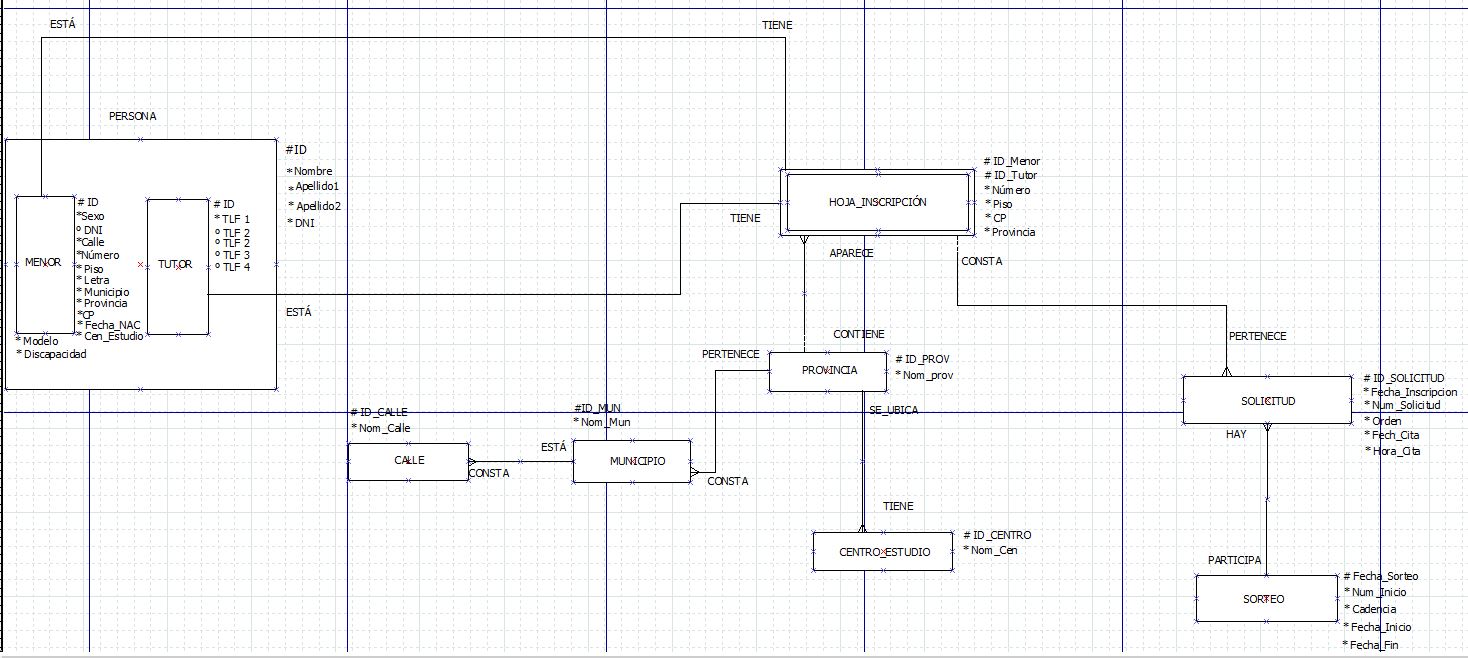 ESTÁ
TIENE
PERSONA
#ID
*Nombre
*Apellido1
*Apellido2
*DNI
MENOR
# ID
*Sexo
º DNI
*Calle
*Número
* Piso
* Letra
* Municipio
* Provincia
*CP
* Fecha_NAC
* Cen_Estudio
* Modelo
* Discapacidad
TUTOR
# ID
* TLF 1
º TLF 2
º TLF 2
º TLF 3
º TLF 4
ESTÁ
TIENE
HOJA_INSCRIPCIÓN
# ID_Menor
# ID_Tutor
* Número
* Piso
* CP
* Provincia
APARECE
CONSTA
CONTIENE
PERTENECE
PERTENECE
PROVINCIA
# ID_PROV
* Nom_prov
SE_UBICA
SOLICITUD
# ID_SOLICITUD
* Fecha_Inscripcion
* Num_Solicitud
* Orden
* Fech_Cita
* Hora_Cita
HAY
# ID_CALLE
* Nom_Calle
CALLE
CONSTA
ESTÁ
#ID_MUN
* Nom_Mun
MUNICIPIO
CONSTA
TIENE
CENTRO_ESTUDIO
# ID_CENTRO
* Nom_Cen
PARTICIPA
SORTEO
# Fecha_Sorteo
* Num_Inicio
* Cadencia
* Fecha_Inicio
* Fecha_Fin